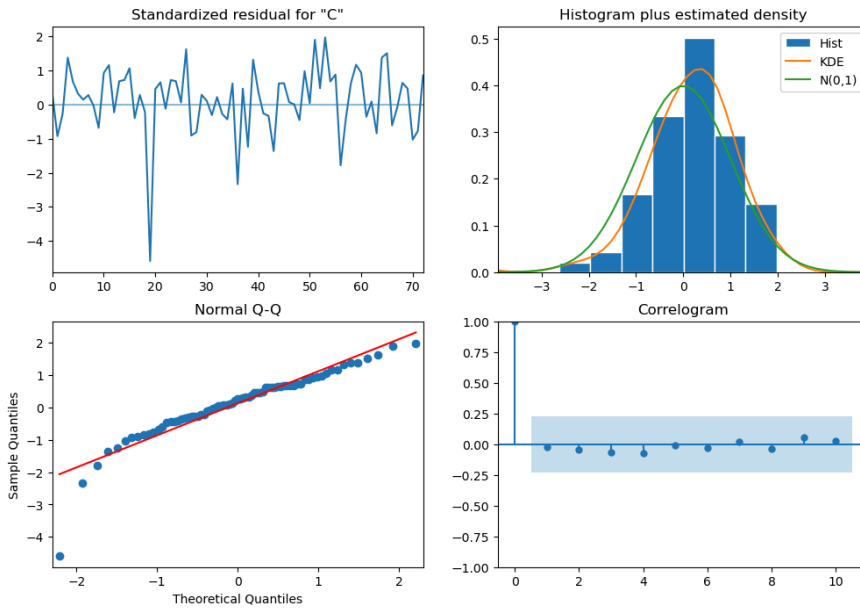 Standardized residual for "C"
2
1
0
−1
−2
−3
−4
0 10 20 30 40 50 60 70
Histogram plus estimated density
0.5
0.4
0.3
0.2
0.1
0.0
−3 −2 −1 0 1 2 3
Hist
KDE
N(0,1)
Normal Q-Q
Sample Quantiles
2
1
0
−1
−2
−3
−4
−2 −1 0 1 2
Theoretical Quantiles
Correlogram
1.00
0.75
0.50
0.25
0.00
−0.25
−0.50
−0.75
−1.00
0 2 4 6 8 10